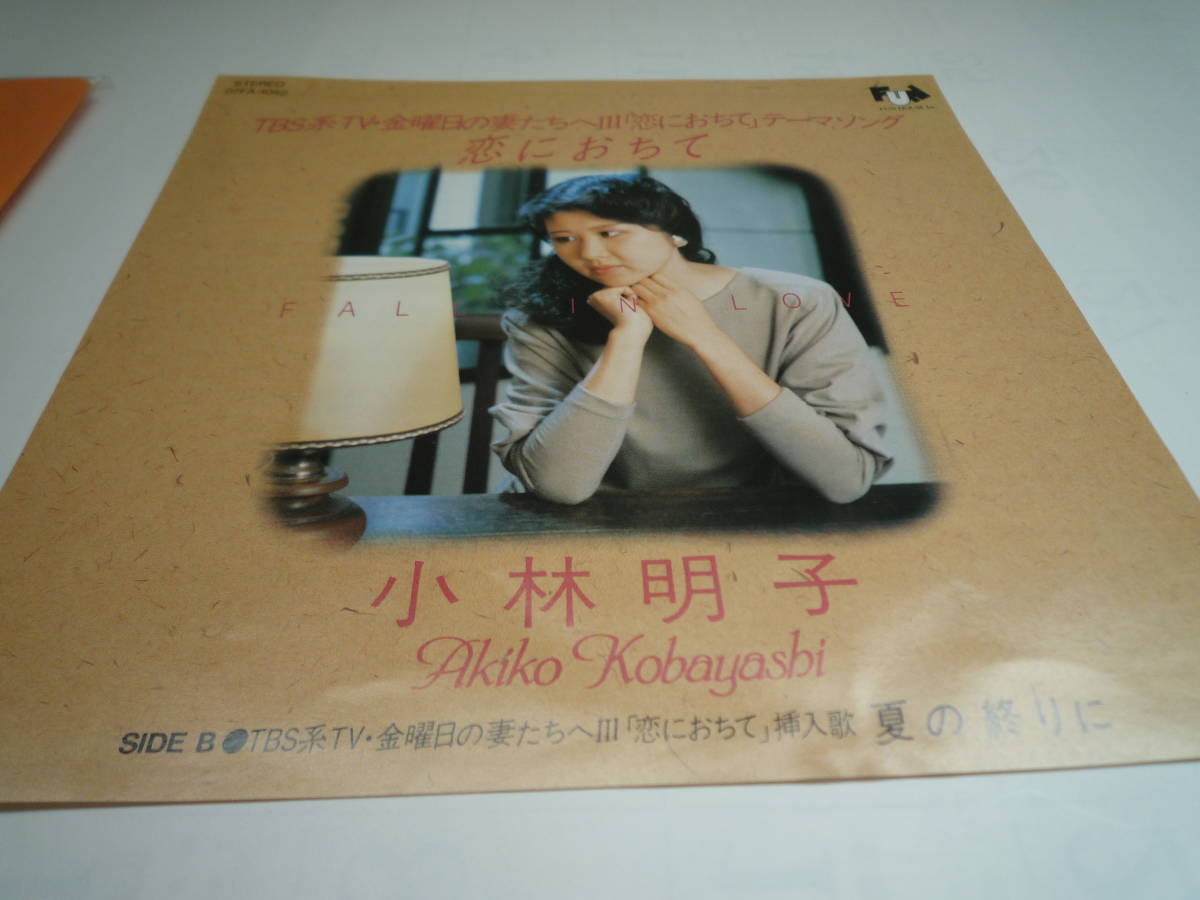 STEREO
07FA-1062
FUN
TBS系TV・金曜日の妻たちへIII「恋におちて」テーマ・ソング
恋におちて
FALL IN LOVE
小林明子
Akiko Kobayashi
SIDE B ●TBS系TV・金曜日の妻たちへIII「恋におちて」挿入歌 夏の終りに